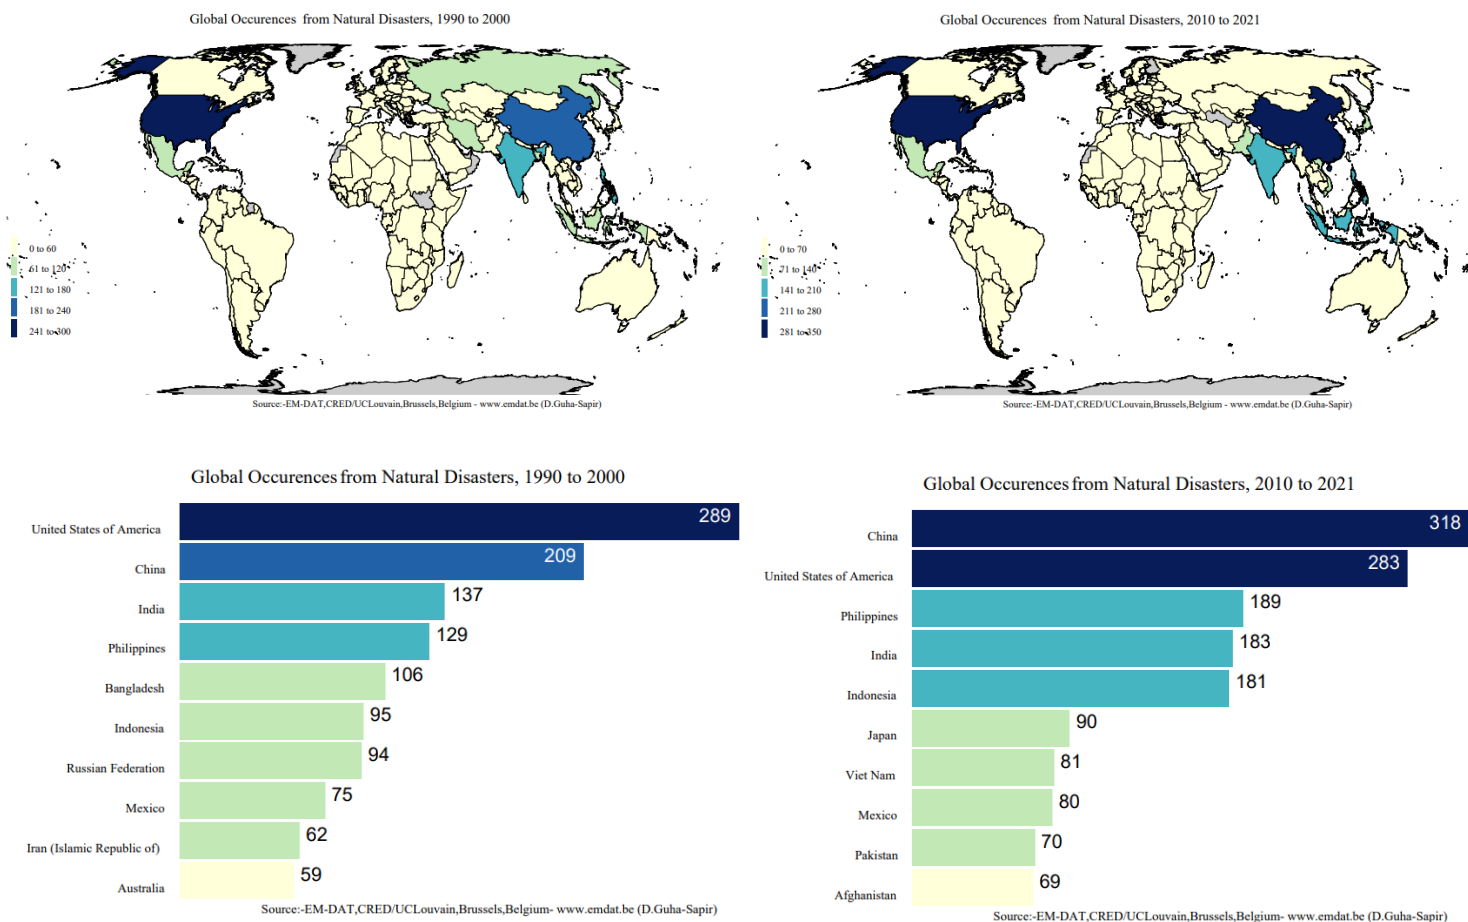 Global Occurences from Natural Disasters, 1990 to 2000
0 to 60
61 to 120
121 to 180
181 to 240
241 to 300
Source:-EM-DAT,CRED/UCLouvain,Brussels,Belgium - www.emdat.be (D.Guha-Sapir)
Global Occurences from Natural Disasters, 2010 to 2021
0 to 70
71 to 140
141 to 210
211 to 280
281 to 350
Source:-EM-DAT,CRED/UCLouvain,Brussels,Belgium - www.emdat.be (D.Guha-Sapir)
Global Occurences from Natural Disasters, 1990 to 2000
United States of America 289
China 209
India 137
Philippines 129
Bangladesh 106
Indonesia 95
Russian Federation 94
Mexico 75
Iran (Islamic Republic of) 62
Australia 59
Source:-EM-DAT,CRED/UCLouvain,Brussels,Belgium- www.emdat.be (D.Guha-Sapir)
Global Occurences from Natural Disasters, 2010 to 2021
China 318
United States of America 283
Philippines 189
India 183
Indonesia 181
Japan 90
Viet Nam 81
Mexico 80
Pakistan 70
Afghanistan 69
Source:-EM-DAT,CRED/UCLouvain,Brussels,Belgium- www.emdat.be (D.Guha-Sapir)